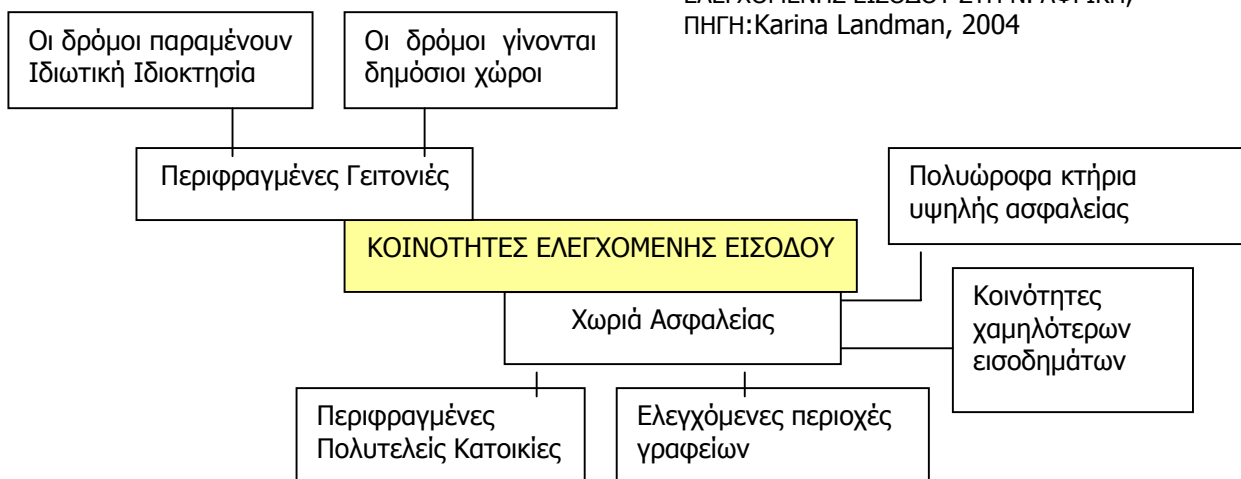 ΠΗΓΗ:Karina Landman, 2004
Οι δρόμοι παραμένουν
Ιδιωτική Ιδιοκτησία
Οι δρόμοι γίνονται
δημόσιοι χώροι
Περιφραγμένες Γειτονιές
Πολυώροφα κτήρια
υψηλής ασφαλείας
ΚΟΙΝΟΤΗΤΕΣ ΕΛΕΓΧΟΜΕΝΗΣ ΕΙΣΟΔΟΥ
Χωριά Ασφαλείας
Κοινότητες
χαμηλότερων
εισοδημάτων
Περιφραγμένες
Πολυτελείς Κατοικίες
Ελεγχόμενες περιοχές
γραφείων